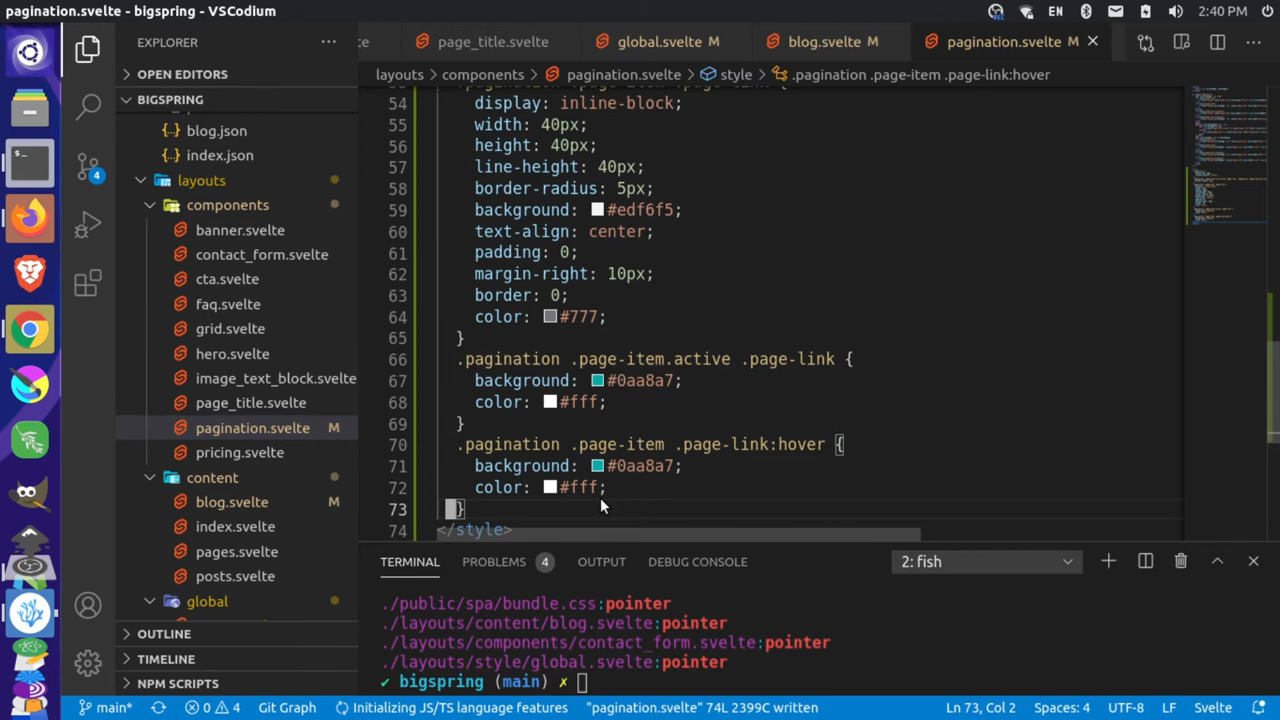 pagination.svelte - bigspring - VSCodium
EN
2:40 PM
EXPLORER
ce
page_title.svelte
global.svelte M
blog.svelte M
pagination.svelte M
OPEN EDITORS
layouts > components > pagination.svelte > style > .pagination .page-item .page-link:hover
BIGSPRING
blog.json
index.json
layouts
components
banner.svelte
contact_form.svelte
cta.svelte
faq.svelte
grid.svelte
hero.svelte
image_text_block.svelte
page_title.svelte
pagination.svelte M
pricing.svelte
content
blog.svelte M
index.svelte
pages.svelte
posts.svelte
global
OUTLINE
TIMELINE
NPM SCRIPTS
4
54 display: inline-block;
55 width: 40px;
56 height: 40px;
57 line-height: 40px;
58 border-radius: 5px;
59 background: #edf6f5;
60 text-align: center;
61 padding: 0;
62 margin-right: 10px;
63 border: 0;
64 color: #777;
65 }
66 .pagination .page-item.active .page-link {
67 background: #0aa8a7;
68 color: #fff;
69 }
70 .pagination .page-item .page-link:hover {
71 background: #0aa8a7;
72 color: #fff;
73 }
74 </style>
TERMINAL
PROBLEMS 4
OUTPUT
DEBUG CONSOLE
2: fish
./public/spa/bundle.css:pointer
./layouts/content/blog.svelte:pointer
./layouts/components/contact_form.svelte:pointer
./layouts/style/global.svelte:pointer
✔ bigspring (main) ✗
main*
0 4
Git Graph
Initializing JS/TS language features
"pagination.svelte" 74L 2399C written
Ln 73, Col 2
Spaces: 4
UTF-8
LF
Svelte